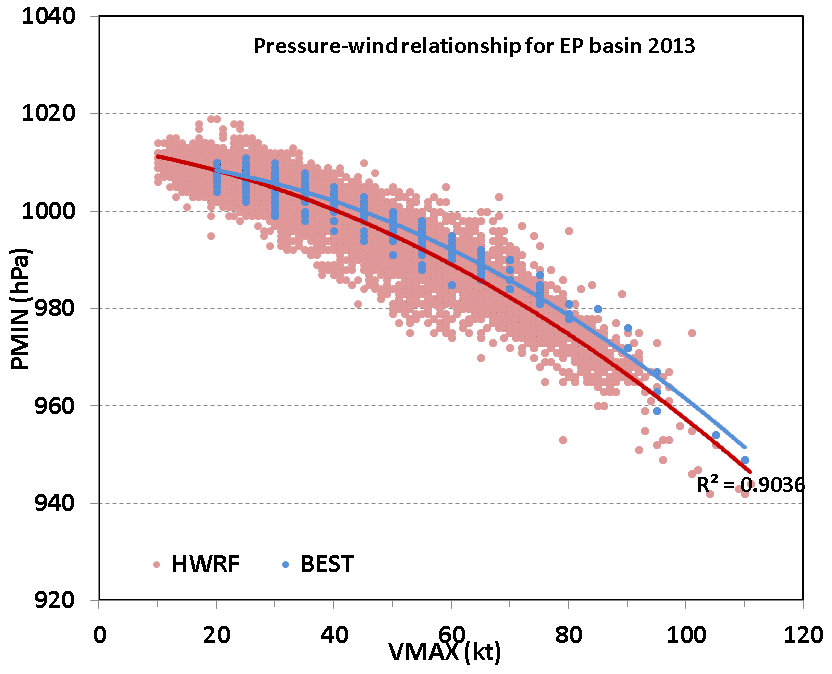 1040
Pressure-wind relationship for EP basin 2013
1020
1000
PMIN (hPa)
980
960
R² = 0.9036
940
HWRF BEST
920
0 20 40 60 80 100 120
VMAX (kt)